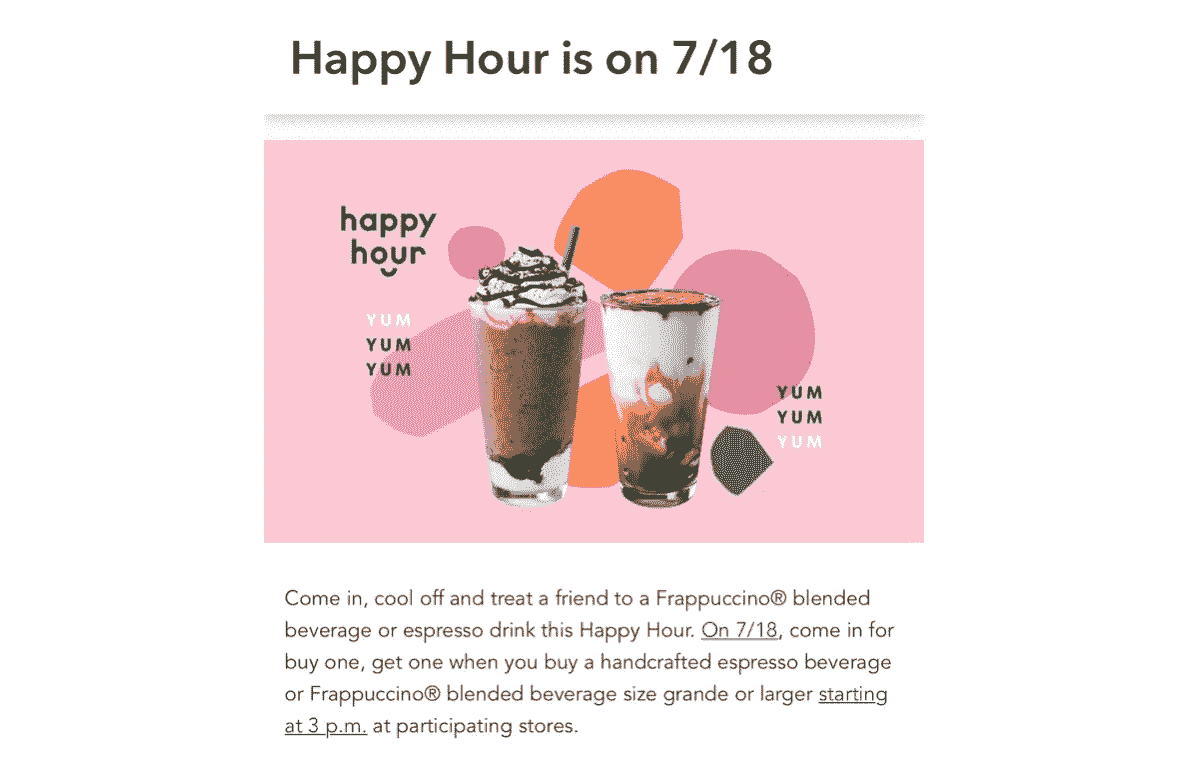 Happy Hour is on 7/18
happy
hour
YUM
YUM
YUM
YUM
YUM
YUM
Come in, cool off and treat a friend to a Frappuccino® blended
beverage or espresso drink this Happy Hour. On 7/18, come in for
buy one, get one when you buy a handcrafted espresso beverage
or Frappuccino® blended beverage size grande or larger starting
at 3 p.m. at participating stores.